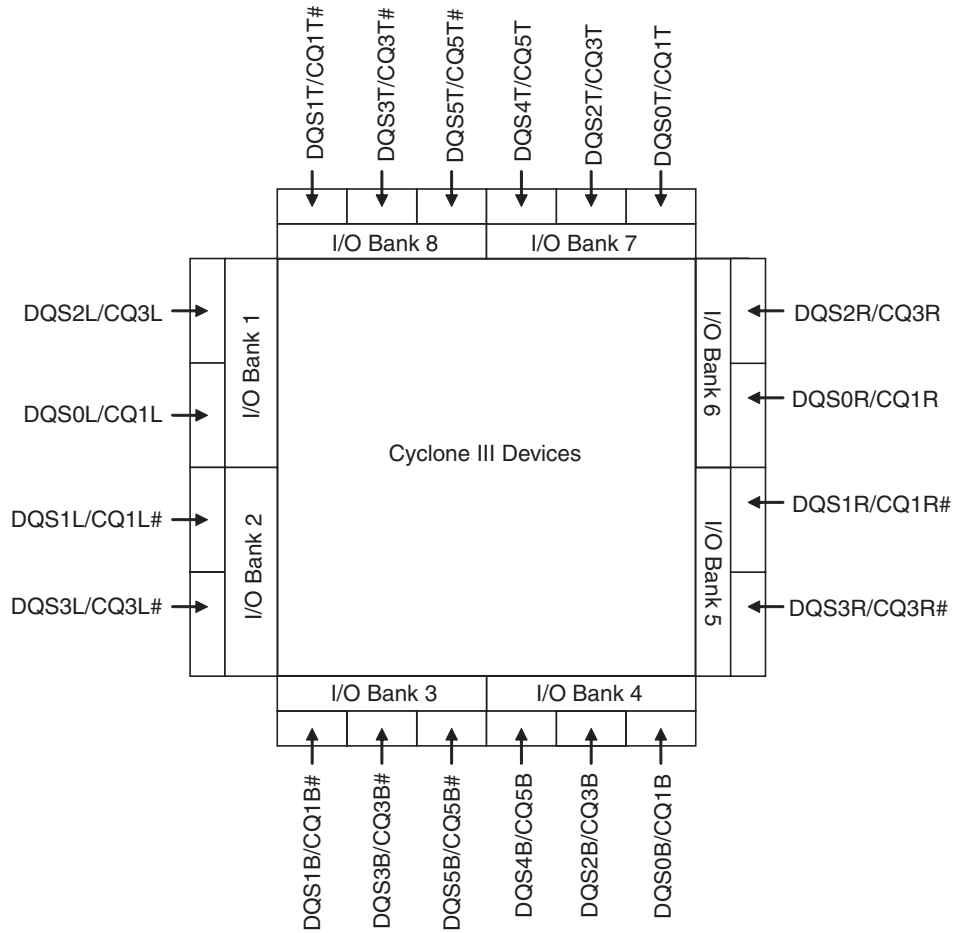 DQS1T/CQ1T#
DQS3T/CQ3T#
DQS5T/CQ5T#
DQS4T/CQ5T
DQS2T/CQ3T
DQS0T/CQ1T
I/O Bank 8
I/O Bank 7
DQS2L/CQ3L
DQS0L/CQ1L
DQS1L/CQ1L#
DQS3L/CQ3L#
I/O Bank 1
I/O Bank 2
Cyclone III Devices
I/O Bank 6
I/O Bank 5
DQS2R/CQ3R
DQS0R/CQ1R
DQS1R/CQ1R#
DQS3R/CQ3R#
I/O Bank 3
I/O Bank 4
DQS1B/CQ1B#
DQS3B/CQ3B#
DQS5B/CQ5B#
DQS4B/CQ5B
DQS2B/CQ3B
DQS0B/CQ1B